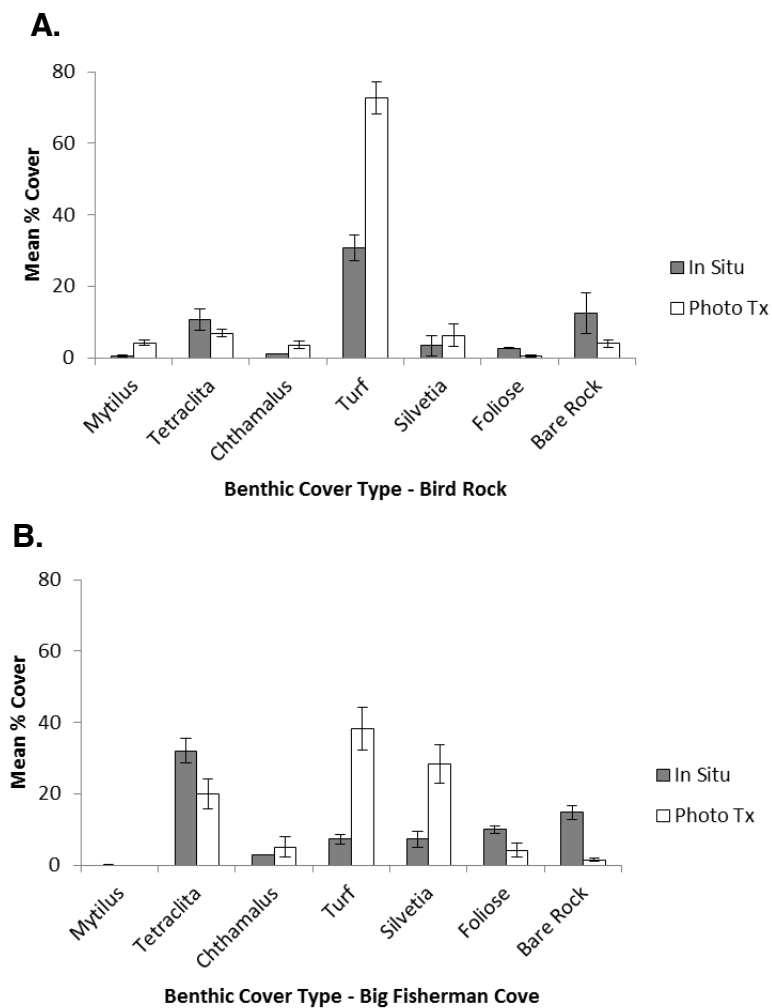 A.
80
60
40
20
0
Mean % Cover
Mytilus
Tetraclita
Chthamalus
Turf
Silvetia
Foliose
Bare Rock
Benthic Cover Type - Bird Rock
In Situ
Photo Tx
B.
80
60
40
20
0
Mean % Cover
Mytilus
Tetraclita
Chthamalus
Turf
Silvetia
Foliose
Bare Rock
Benthic Cover Type - Big Fisherman Cove
In Situ
Photo Tx